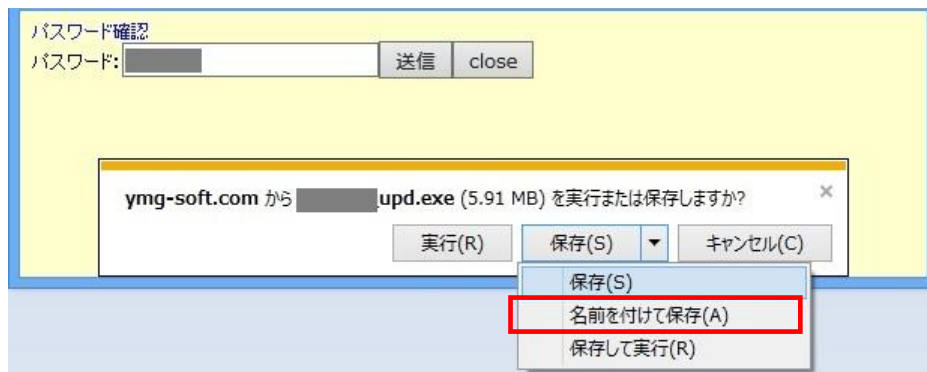 パスワード確認
パスワード: 送信 close
ymg-soft.com から _upd.exe (5.91 MB) を実行または保存しますか? ×
実行(R) 保存(S) ▼ キャンセル(C)
保存(S)
名前を付けて保存(A)
保存して実行(R)